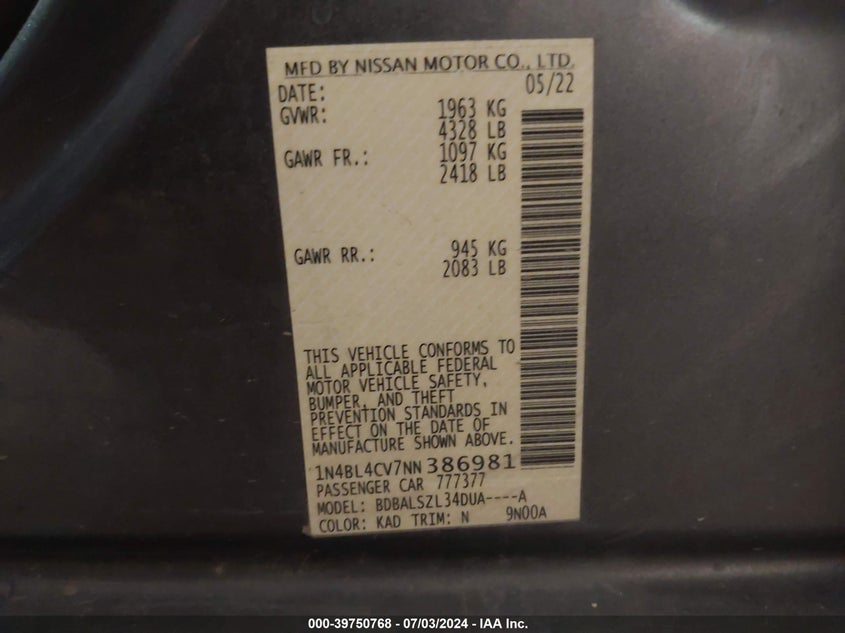 MFD BY NISSAN MOTOR CO., LTD.
DATE: 05/22
GVWR: 1963 KG
4328 LB
GAWR FR.: 1097 KG
2418 LB
GAWR RR.: 945 KG
2083 LB
THIS VEHICLE CONFORMS TO
ALL APPLICABLE FEDERAL
MOTOR VEHICLE SAFETY,
BUMPER, AND THEFT
PREVENTION STANDARDS IN
EFFECT ON THE DATE OF
MANUFACTURE SHOWN ABOVE.
1N4BL4CV7NN386981
PASSENGER CAR 777377
MODEL: BDBALSZL34DUA----A
COLOR: KAD TRIM: N 9N00A
000-39750768 - 07/03/2024 - IAA Inc.